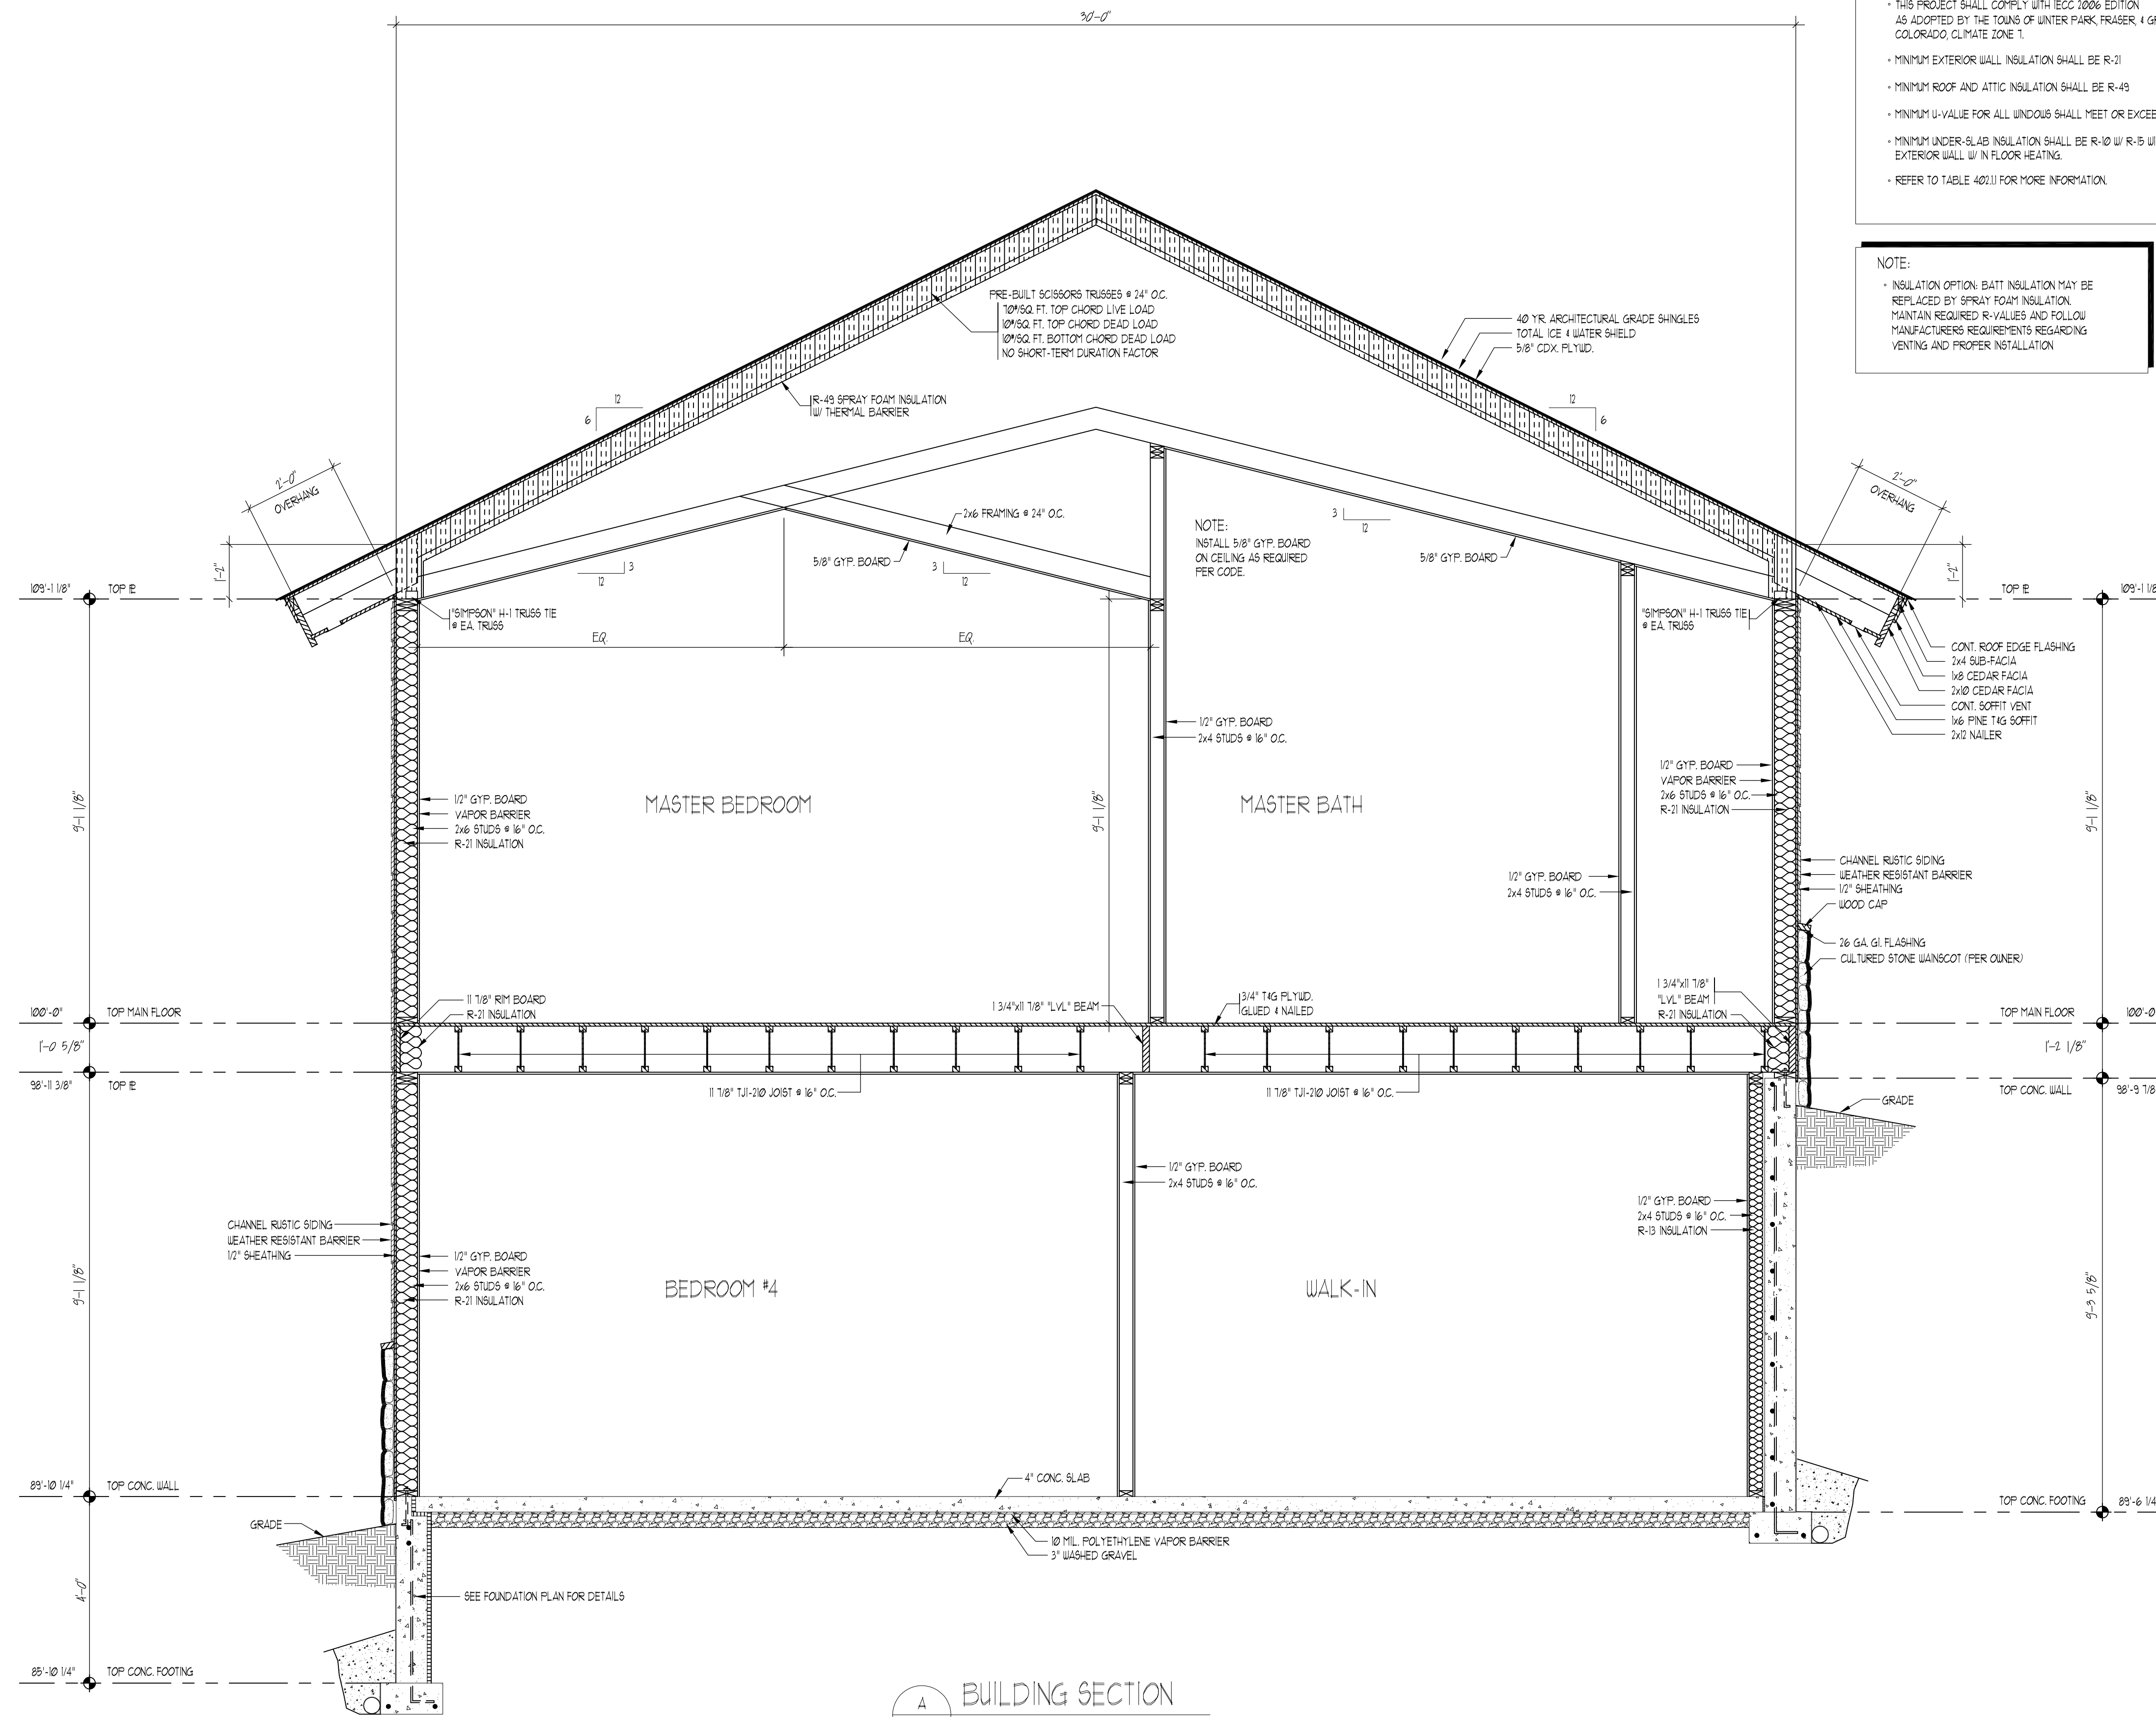 30'-0"
• THIS PROJECT SHALL COMPLY WITH IECC 2006 EDITION
AS ADOPTED BY THE TOWNS OF WINTER PARK, FRASER, &
COLORADO, CLIMATE ZONE 7.
• MINIMUM EXTERIOR WALL INSULATION SHALL BE R-21
• MINIMUM ROOF AND ATTIC INSULATION SHALL BE R-49
• MINIMUM U-VALUE FOR ALL WINDOWS SHALL MEET OR
• MINIMUM UNDER-SLAB INSULATION SHALL BE R-10 W/ R-15
EXTERIOR WALL W/ IN FLOOR HEATING.
• REFER TO TABLE 402.1.1 FOR MORE INFORMATION.
NOTE:
• INSULATION OPTION: BATT INSULATION MAY BE
REPLACED BY SPRAY FOAM INSULATION.
MAINTAIN REQUIRED R-VALUES AND FOLLOW
MANUFACTURERS REQUIREMENTS REGARDING
VENTING AND PROPER INSTALLATION
PRE-BUILT SCISSORS TRUSSES @ 24" O.C.
70#/SQ. FT. TOP CHORD LIVE LOAD
10#/SQ. FT. TOP CHORD DEAD LOAD
10#/SQ. FT. BOTTOM CHORD DEAD LOAD
NO SHORT-TERM DURATION FACTOR
40 YR. ARCHITECTURAL GRADE SHINGLES
TOTAL ICE & WATER SHIELD
5/8" CDX. PLYWD.
R-49 SPRAY FOAM INSULATION
W/ THERMAL BARRIER
12
6
12
6
2'-0"
OVERHANG
2'-0"
OVERHANG
2x6 FRAMING @ 24" O.C.
5/8" GYP. BOARD
NOTE:
INSTALL 5/8" GYP. BOARD
ON CEILING AS REQUIRED
PER CODE.
3
12
5/8" GYP. BOARD
3
12
3
12
1'-2"
1'-2"
109'-1 1/8" TOP PL
TOP PL 109'-1 1/8"
"SIMPSON" H-1 TRUSS TIE
@ EA. TRUSS
"SIMPSON" H-1 TRUSS TIE
@ EA. TRUSS
EQ.
EQ.
CONT. ROOF EDGE FLASHING
2x4 SUB-FACIA
1x8 CEDAR FACIA
2x10 CEDAR FACIA
CONT. SOFFIT VENT
1x6 PINE T&G SOFFIT
2x12 NAILER
1/2" GYP. BOARD
2x4 STUDS @ 16" O.C.
9'-1 1/8"
1/2" GYP. BOARD
VAPOR BARRIER
2x6 STUDS @ 16" O.C.
R-21 INSULATION
MASTER BEDROOM
9'-1 1/8"
MASTER BATH
1/2" GYP. BOARD
VAPOR BARRIER
2x6 STUDS @ 16" O.C.
R-21 INSULATION
9'-1 1/8"
1/2" GYP. BOARD
2x4 STUDS @ 16" O.C.
CHANNEL RUSTIC SIDING
WEATHER RESISTANT BARRIER
1/2" SHEATHING
WOOD CAP
26 GA. G.I. FLASHING
CULTURED STONE WAINSCOT (PER OWNER)
11 7/8" RIM BOARD
R-21 INSULATION
1 3/4"x11 7/8" "LVL" BEAM
3/4" T&G PLYWD.
GLUED & NAILED
1 3/4"x11 7/8"
"LVL" BEAM
R-21 INSULATION
100'-0" TOP MAIN FLOOR
TOP MAIN FLOOR 100'-0
1'-0 5/8"
1'-2 1/8"
98'-11 3/8" TOP PL
TOP CONC. WALL 98'-9 7/8
11 7/8" TJI-210 JOIST @ 16" O.C.
11 7/8" TJI-210 JOIST @ 16" O.C.
GRADE
1/2" GYP. BOARD
2x4 STUDS @ 16" O.C.
1/2" GYP. BOARD
2x4 STUDS @ 16" O.C.
R-13 INSULATION
CHANNEL RUSTIC SIDING
WEATHER RESISTANT BARRIER
1/2" SHEATHING
1/2" GYP. BOARD
VAPOR BARRIER
2x6 STUDS @ 16" O.C.
R-21 INSULATION
9'-1 1/8"
BEDROOM #4
WALK-IN
9'-3 5/8"
4" CONC. SLAB
89'-10 1/4" TOP CONC. WALL
TOP CONC. FOOTING 89'-6 1/4
GRADE
10 MIL. POLYETHYLENE VAPOR BARRIER
3" WASHED GRAVEL
4'-0"
SEE FOUNDATION PLAN FOR DETAILS
85'-10 1/4" TOP CONC. FOOTING
A BUILDING SECTION